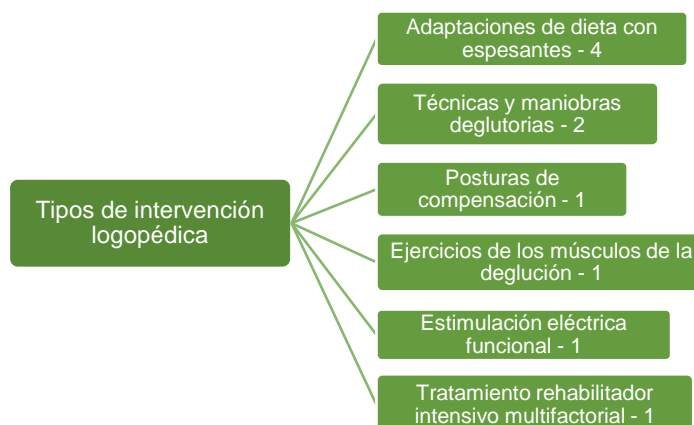 Adaptaciones de dieta con
espesantes - 4
Técnicas y maniobras
deglutorias - 2
Posturas de
compensación - 1
Tipos de intervención
logopédica
Ejercicios de los músculos de la
deglución - 1
Estimulación eléctrica
funcional - 1
Tratamiento rehabilitador
intensivo multifactorial - 1